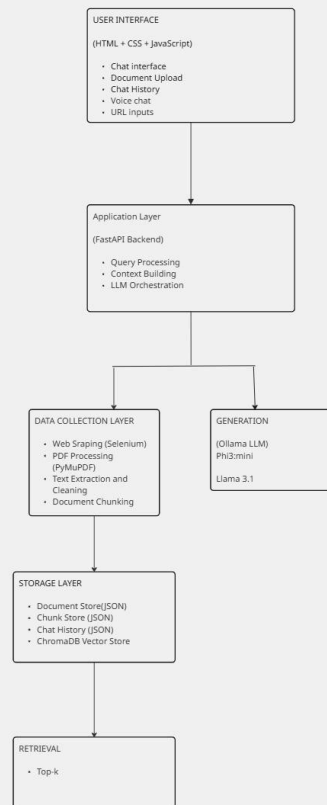 USER INTERFACE
(HTML + CSS + JavaScript)
• Chat interface
• Document Upload
• Chat History
• Voice chat
• URL inputs
Application Layer
(FastAPI Backend)
• Query Processing
• Context Building
• LLM Orchestration
DATA COLLECTION LAYER
• Web Sraping (Selenium)
• PDF Processing
(PyMuPDF)
• Text Extraction and
Cleaning
• Document Chunking
GENERATION
(Ollama LLM)
Phi3:mini
Llama 3.1
STORAGE LAYER
• Document Store(JSON)
• Chunk Store (JSON)
• Chat History (JSON)
• ChromaDB Vector Store
RETRIEVAL
• Top-k